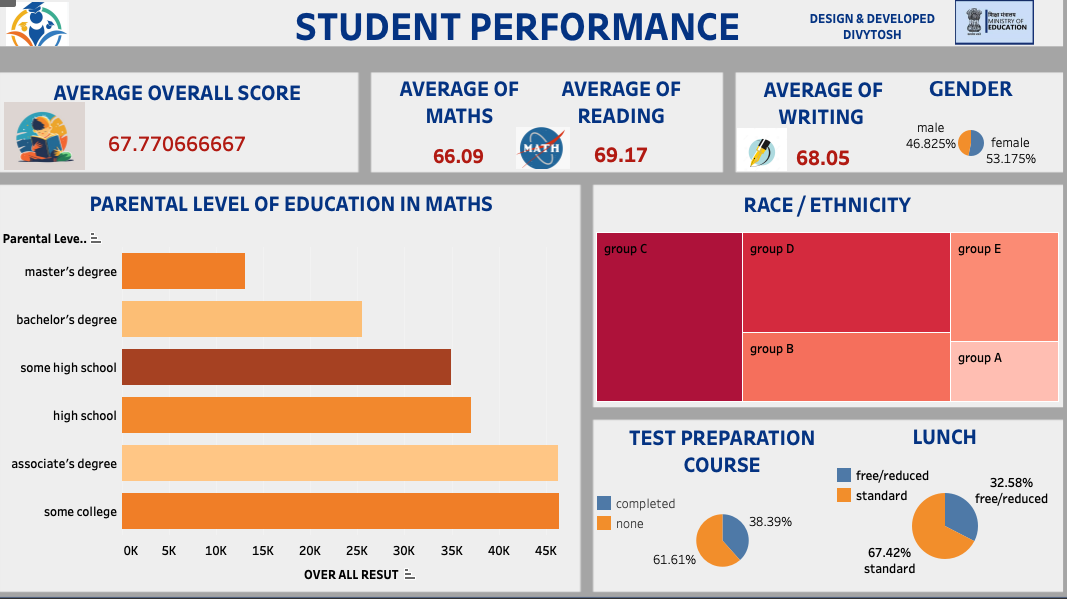 STUDENT PERFORMANCE
DESIGN & DEVELOPED
DIVYTOSH
शिक्षा मंत्रालय
MINISTRY OF
EDUCATION
AVERAGE OVERALL SCORE
67.770666667
AVERAGE OF
MATHS
66.09
MATH
AVERAGE OF
READING
69.17
AVERAGE OF
WRITING
68.05
GENDER
male
46.825%
female
53.175%
PARENTAL LEVEL OF EDUCATION IN MATHS
Parental Leve..
master's degree
bachelor's degree
some high school
high school
associate's degree
some college
0K 5K 10K 15K 20K 25K 30K 35K 40K 45K
OVER ALL RESUT
RACE / ETHNICITY
group C
group D
group E
group B
group A
TEST PREPARATION
COURSE
completed
none
38.39%
61.61%
LUNCH
free/reduced
standard
32.58%
free/reduced
67.42%
standard